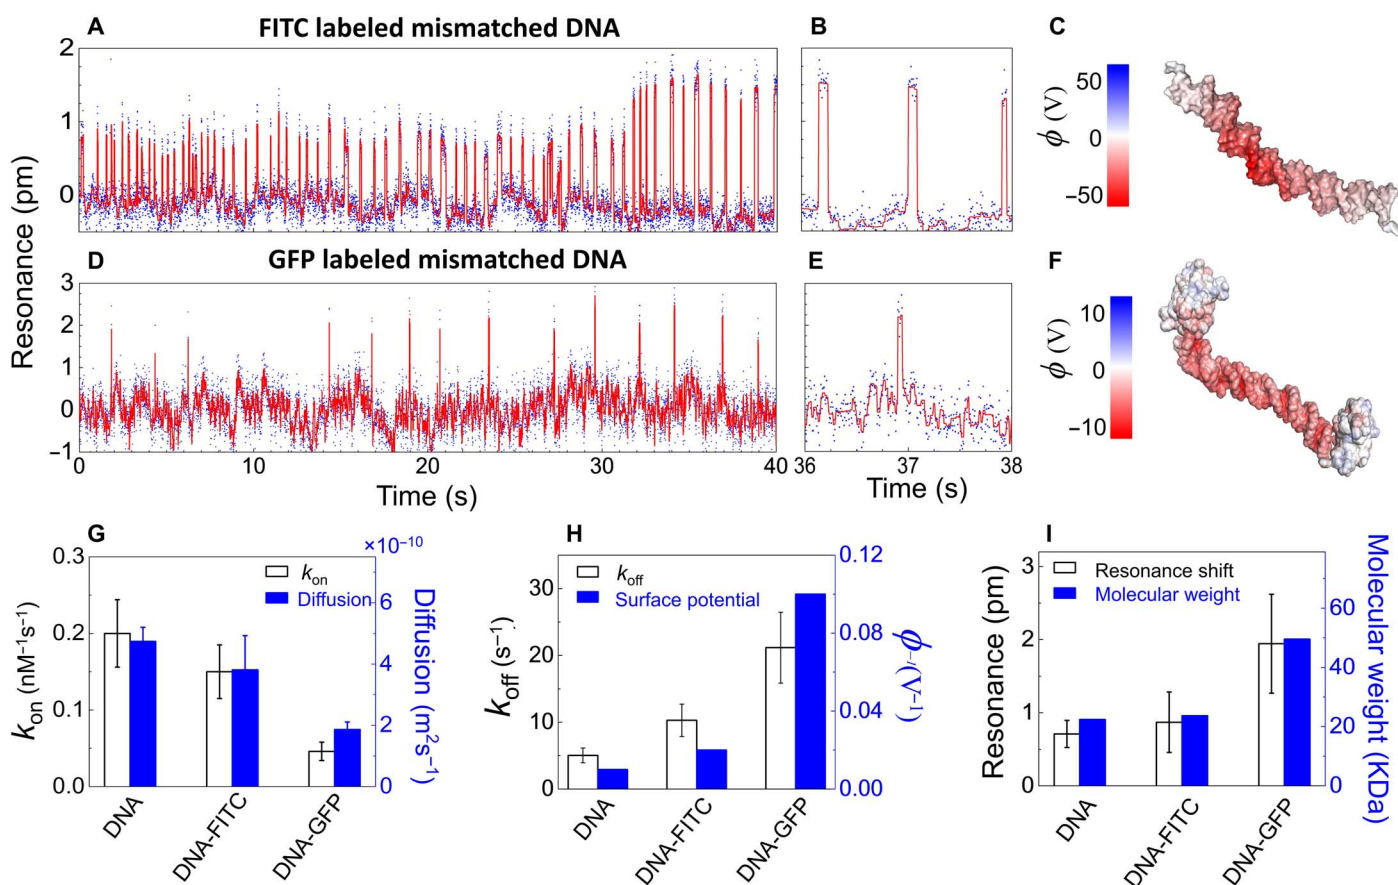 A FITC labeled mismatched DNA B C
2
1
0
Resonance (pm)
ϕ (V)
50
0
−50
D GFP labeled mismatched DNA E F
3
2
1
0
−1
0 10 20 30 40
Time (s)
36 37 38
Time (s)
ϕ (V)
10
0
−10
G
×10⁻¹⁰
0.3
0.2
0.1
0.0
kon (nM⁻¹s⁻¹)
kon
Diffusion
6
4
2
0
Diffusion (m²s⁻¹)
DNA
DNA-FITC
DNA-GFP
H
30
20
10
0
koff (s⁻¹)
koff
Surface potential
0.12
0.08
0.04
0.00
ϕ⁻¹(V⁻¹)
DNA
DNA-FITC
DNA-GFP
I
3
2
1
0
Resonance (pm)
Resonance shift
Molecular weight
60
40
20
0
Molecular weight (KDa)
DNA
DNA-FITC
DNA-GFP